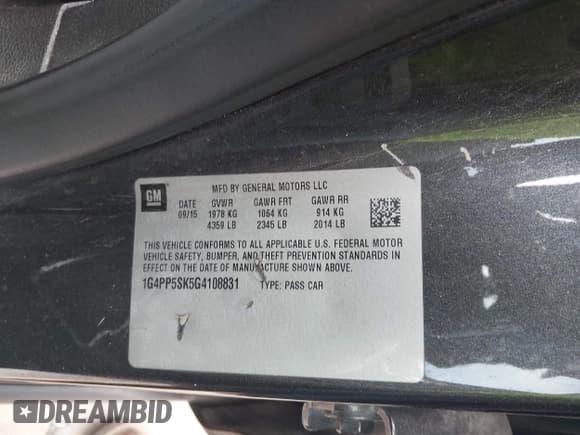 GM
MFD BY GENERAL MOTORS LLC
DATE GVWR GAWR FRT GAWR RR
09/15 1978 KG 1064 KG 914 KG
4359 LB 2345 LB 2014 LB
THIS VEHICLE CONFORMS TO ALL APPLICABLE U.S. FEDERAL MOTOR
VEHICLE SAFETY, BUMPER, AND THEFT PREVENTION STANDARDS IN
EFFECT ON THE DATE OF MANUFACTURE SHOWN ABOVE.
1G4PP5SK5G4108831 TYPE: PASS CAR
DREAMBID